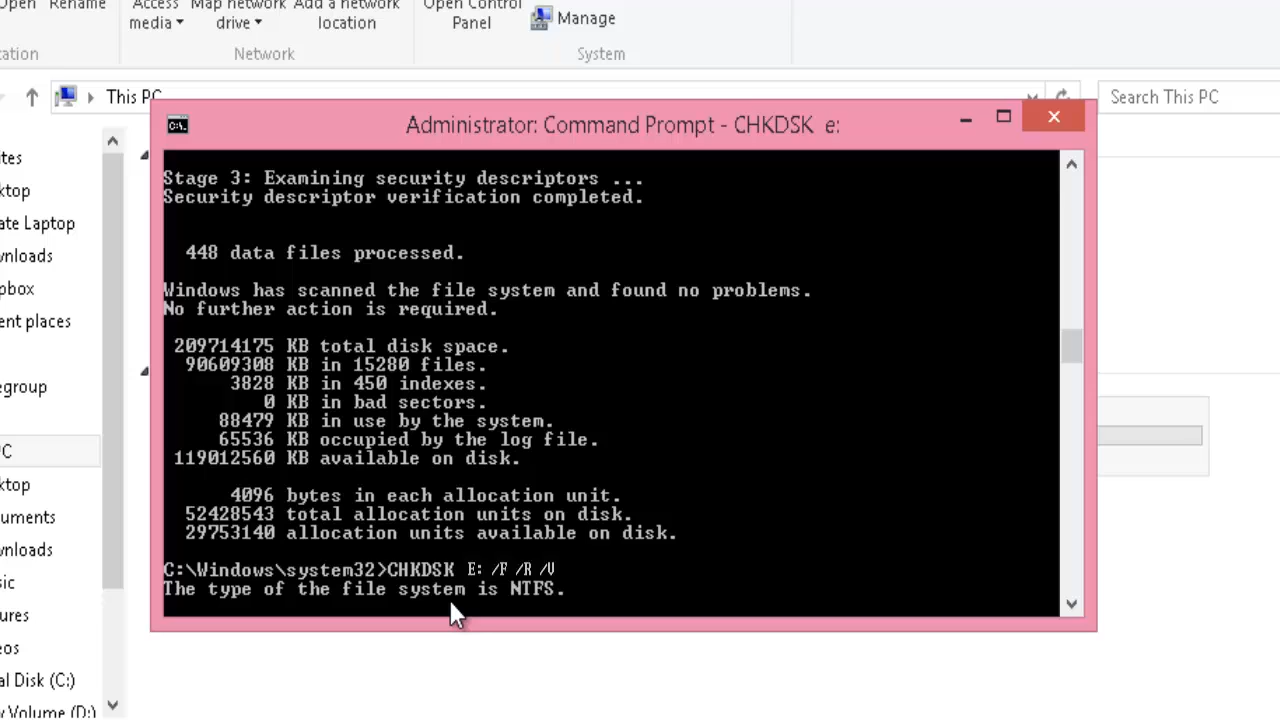 Open Rename Access Map network Add a network Open Control Manage
media drive location Panel
Network System
This PC Search This PC
Administrator: Command Prompt - CHKDSK e:
Stage 3: Examining security descriptors ...
Security descriptor verification completed.
448 data files processed.
Windows has scanned the file system and found no problems.
No further action is required.
209714175 KB total disk space.
90609308 KB in 15280 files.
3828 KB in 450 indexes.
0 KB in bad sectors.
88479 KB in use by the system.
65536 KB occupied by the log file.
119012560 KB available on disk.
4096 bytes in each allocation unit.
52428543 total allocation units on disk.
29753140 allocation units available on disk.
C:\Windows\system32>CHKDSK E: /F /R /V
The type of the file system is NTFS.
cation
ites
ktop
ate Laptop
wnloads
pbox
ent places
egroup
PC
ktop
uments
wnloads
sic
ures
eos
al Disk (C:)
w Volume (D:)